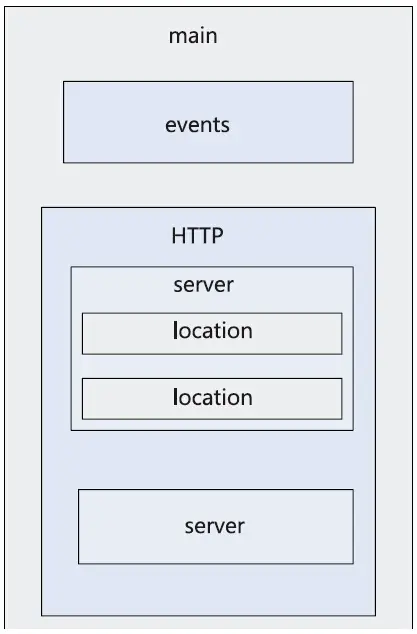 main
events
HTTP
server
location
location
server